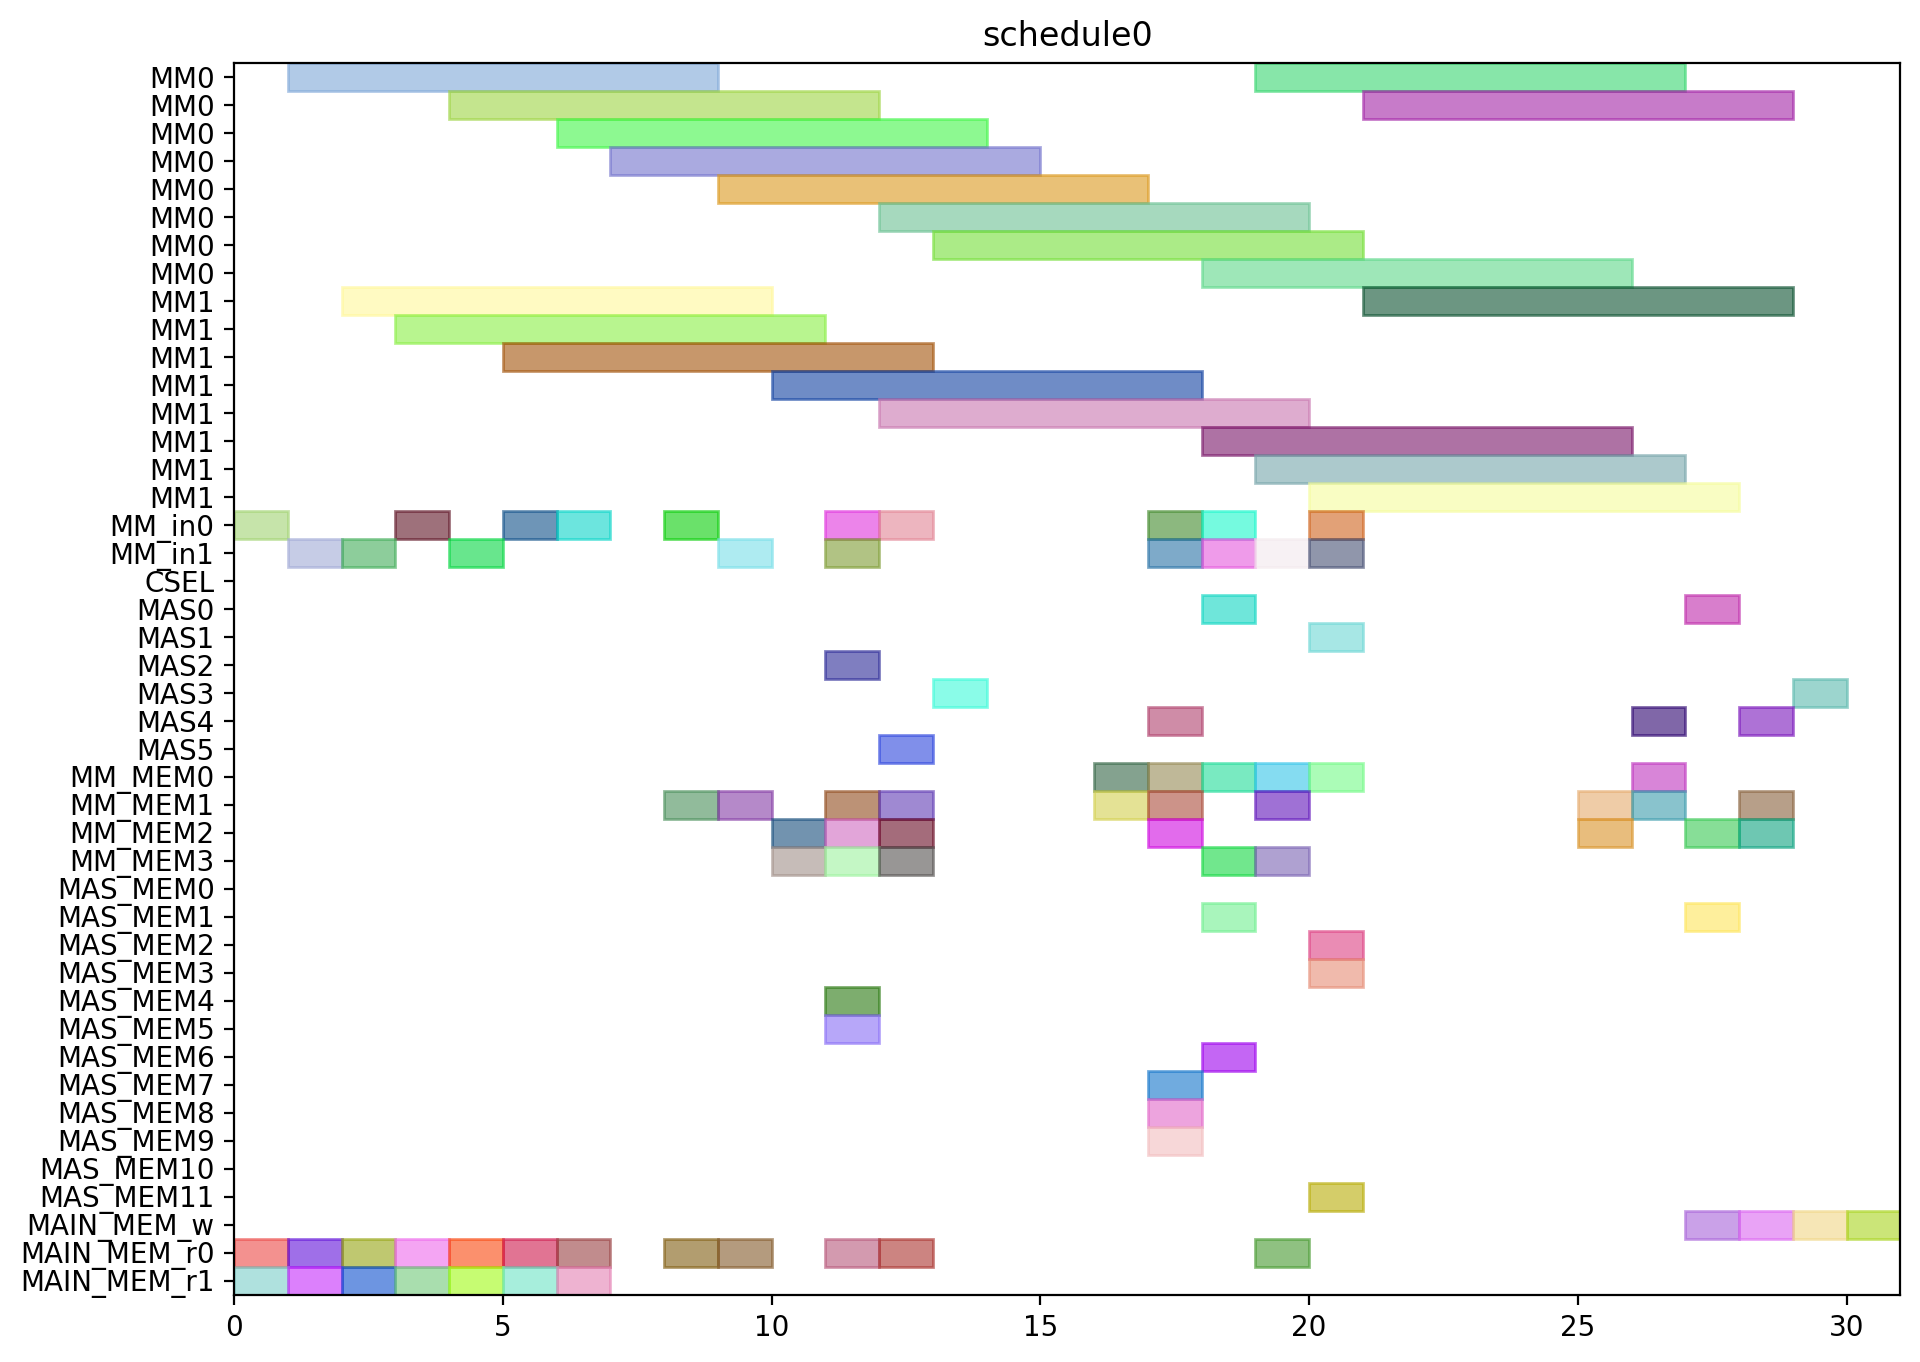 schedule0
MM0
MM0
MM0
MM0
MM0
MM0
MM0
MM0
MM1
MM1
MM1
MM1
MM1
MM1
MM1
MM1
MM_in0
MM_in1
CSEL
MAS0
MAS1
MAS2
MAS3
MAS4
MAS5
MM_MEM0
MM_MEM1
MM_MEM2
MM_MEM3
MAS_MEM0
MAS_MEM1
MAS_MEM2
MAS_MEM3
MAS_MEM4
MAS_MEM5
MAS_MEM6
MAS_MEM7
MAS_MEM8
MAS_MEM9
MAS_MEM10
MAS_MEM11
MAIN_MEM_w
MAIN_MEM_r0
MAIN_MEM_r1
0 5 10 15 20 25 30